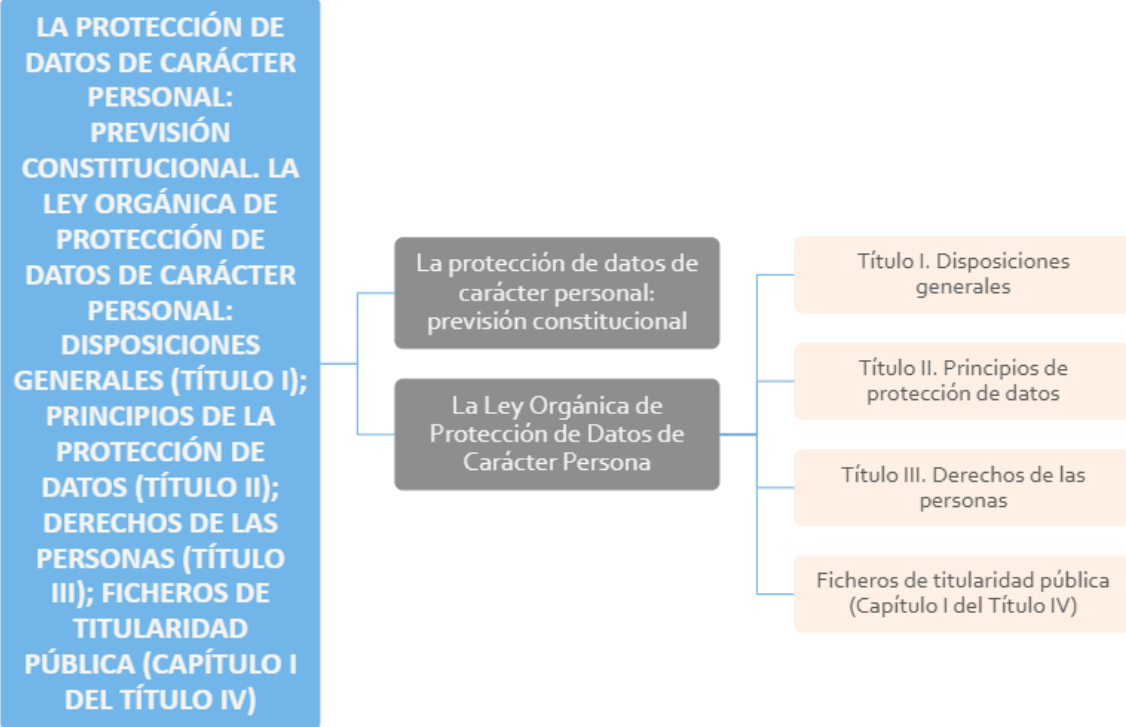 LA PROTECCIÓN DE
DATOS DE CARÁCTER
PERSONAL:
PREVISIÓN
CONSTITUCIONAL. LA
LEY ORGÁNICA DE
PROTECCIÓN DE
DATOS DE CARÁCTER
PERSONAL:
DISPOSICIONES
GENERALES (TÍTULO I);
PRINCIPIOS DE LA
PROTECCIÓN DE
DATOS (TÍTULO II);
DERECHOS DE LAS
PERSONAS (TÍTULO
III); FICHEROS DE
TITULARIDAD
PÚBLICA (CAPÍTULO I
DEL TÍTULO IV)
La protección de datos de
carácter personal:
previsión constitucional
La Ley Orgánica de
Protección de Datos de
Carácter Persona
Título I. Disposiciones
generales
Título II. Principios de
protección de datos
Título III. Derechos de las
personas
Ficheros de titularidad pública
(Capítulo I del Título IV)